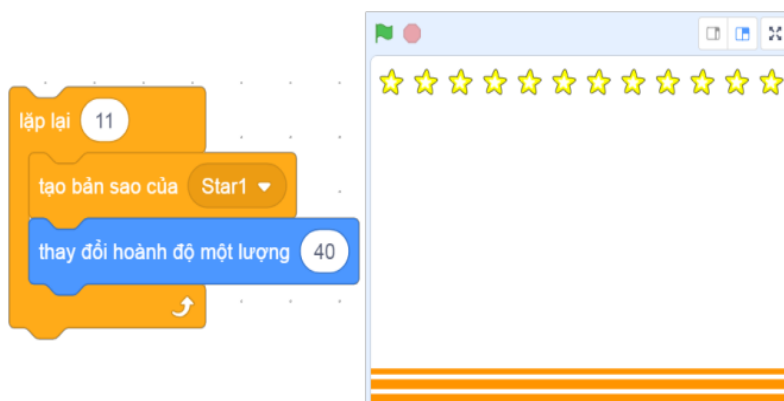 lặp lại 11
tạo bản sao của Star1
thay đổi hoành độ một lượng 40